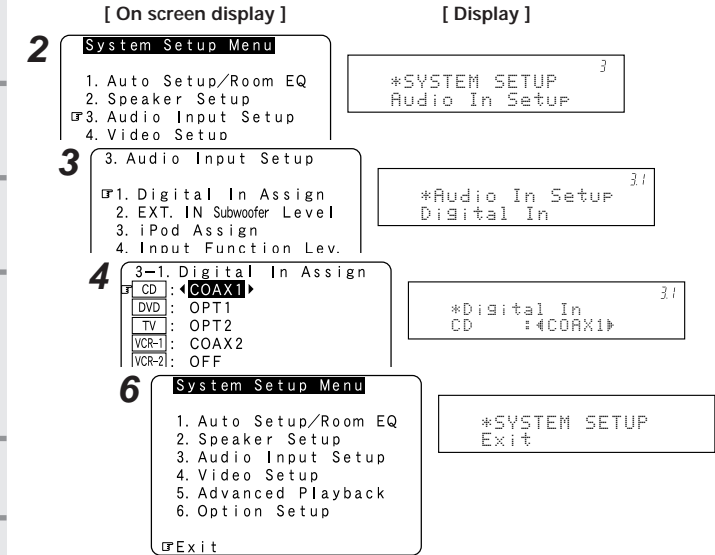 [ On screen display ] [ Display ]
2
System Setup Menu
1. Auto Setup/Room EQ
2. Speaker Setup
☞3. Audio Input Setup
4. Video Setup
3
*SYSTEM SETUP
Audio In Setup
3
3. Audio Input Setup
☞1. Digital In Assign
2. EXT. IN Subwoofer Level
3. iPod Assign
4. Input Function Lev.
3.1
*Audio In Setup
Digital In
4
3-1. Digital In Assign
☞CD : ◀COAX1▶
DVD : OPT1
TV : OPT2
VCR-1 : COAX2
VCR-2 : OFF
3.1
*Digital In
CD :◀COAX1▶
6
System Setup Menu
1. Auto Setup/Room EQ
2. Speaker Setup
3. Audio Input Setup
4. Video Setup
5. Advanced Playback
6. Option Setup
☞Exit
*SYSTEM SETUP
Exit